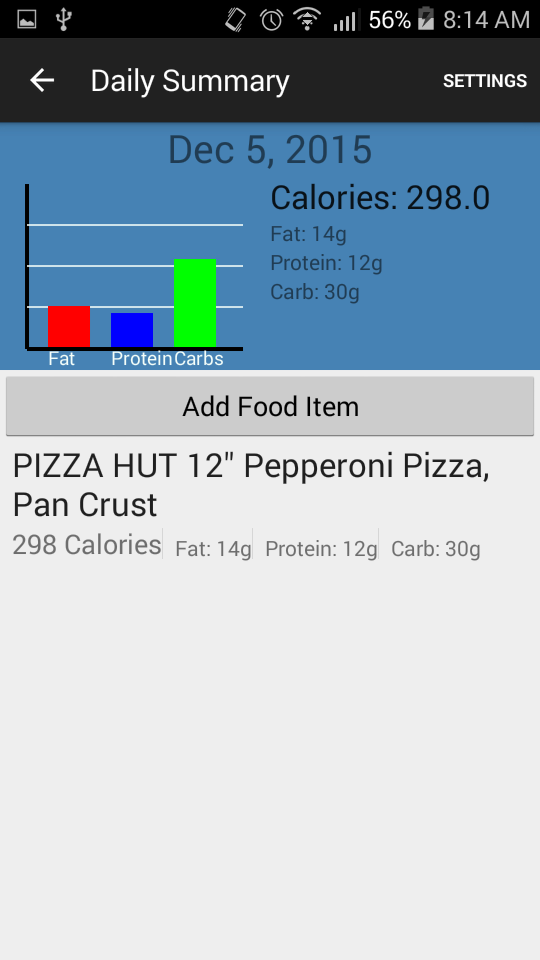 56% 8:14 AM
Daily Summary SETTINGS
Dec 5, 2015
Calories: 298.0
Fat: 14g
Protein: 12g
Carb: 30g
Fat Protein Carbs
Add Food Item
PIZZA HUT 12" Pepperoni Pizza,
Pan Crust
298 Calories Fat: 14g Protein: 12g Carb: 30g